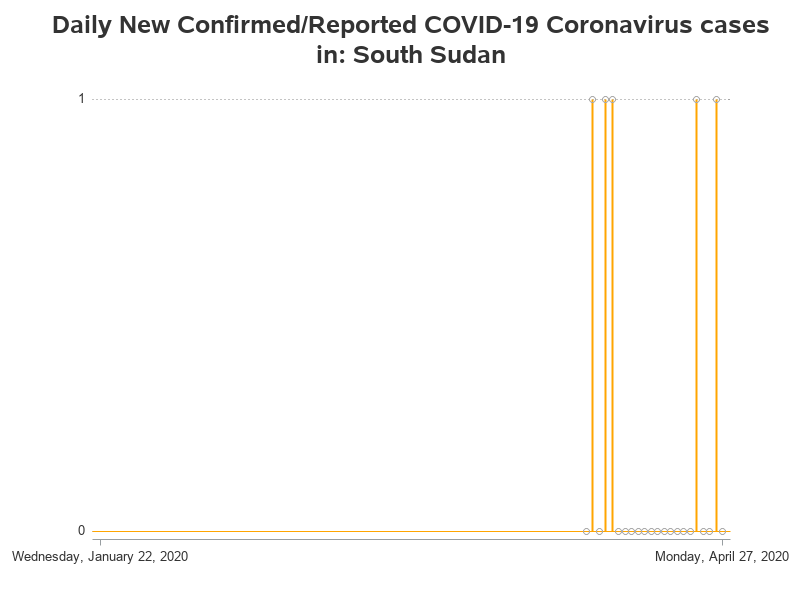 Daily New Confirmed/Reported COVID-19 Coronavirus cases
in: South Sudan
1
0
Wednesday, January 22, 2020
Monday, April 27, 2020